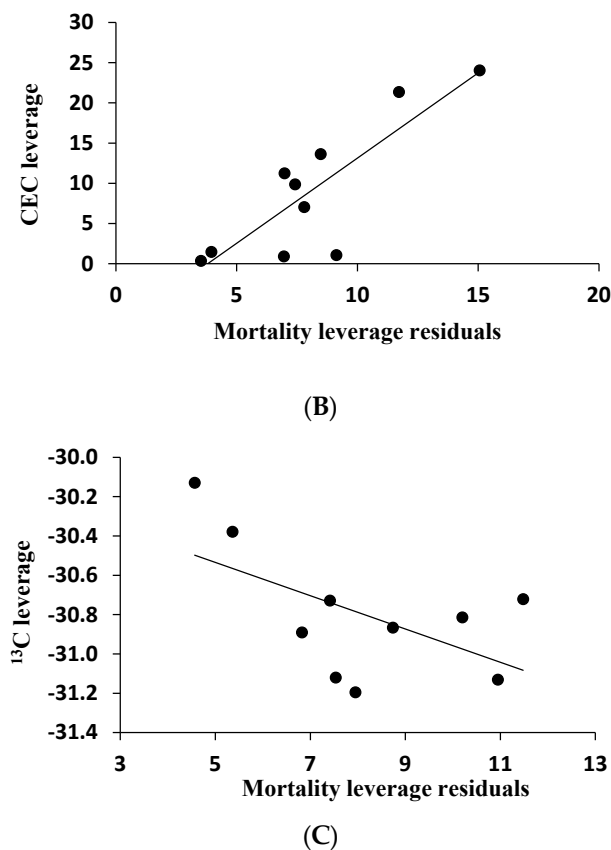 30
25
20
15
10
5
0
CEC leverage
0 5 10 15 20
Mortality leverage residuals
(B)
-30.0
-30.2
-30.4
-30.6
-30.8
-31.0
-31.2
-31.4
¹³C leverage
3 5 7 9 11 13
Mortality leverage residuals
(C)